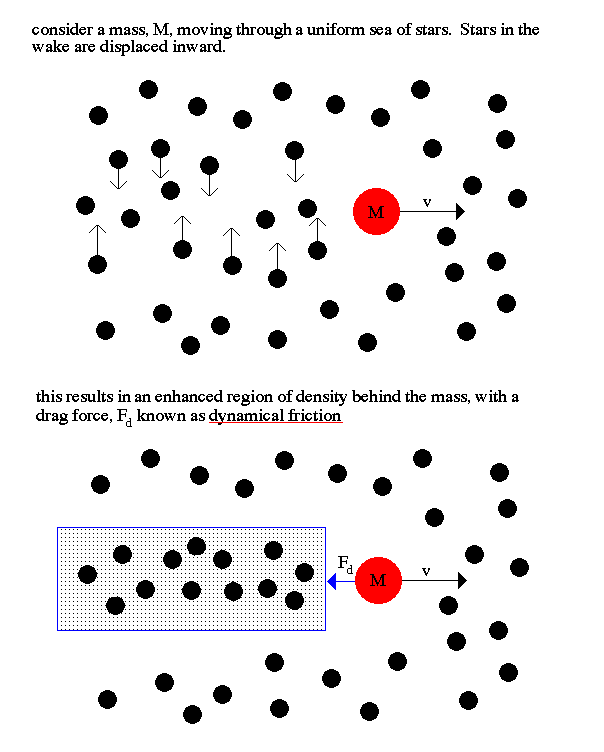 consider a mass, M, moving through a uniform sea of stars. Stars in the
wake are displaced inward.
M
v
this results in an enhanced region of density behind the mass, with a
drag force, Fd known as dynamical friction
Fd
M
v